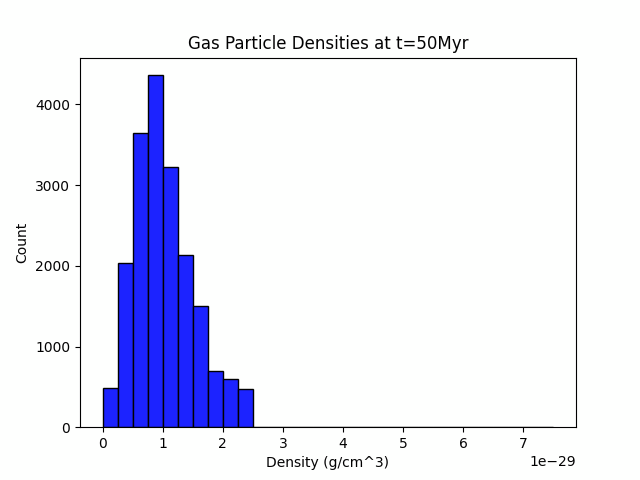 Gas Particle Densities at t=50Myr
Count
4000
3000
2000
1000
0
0 1 2 3 4 5 6 7
Density (g/cm^3)
1e−29